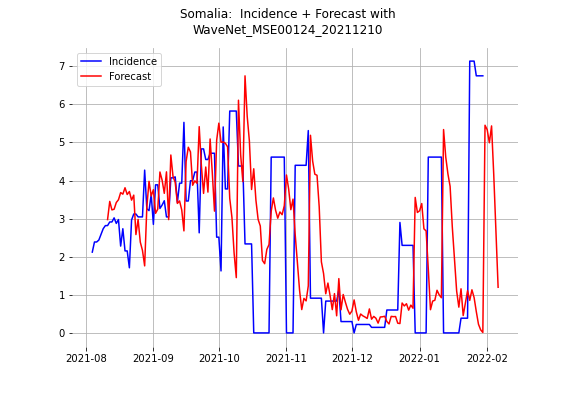 Somalia:  Incidence + Forecast with
WaveNet_MSE00124_20211210
Incidence
Forecast
7
6
5
4
3
2
1
0
2021-08 2021-09 2021-10 2021-11 2021-12 2022-01 2022-02